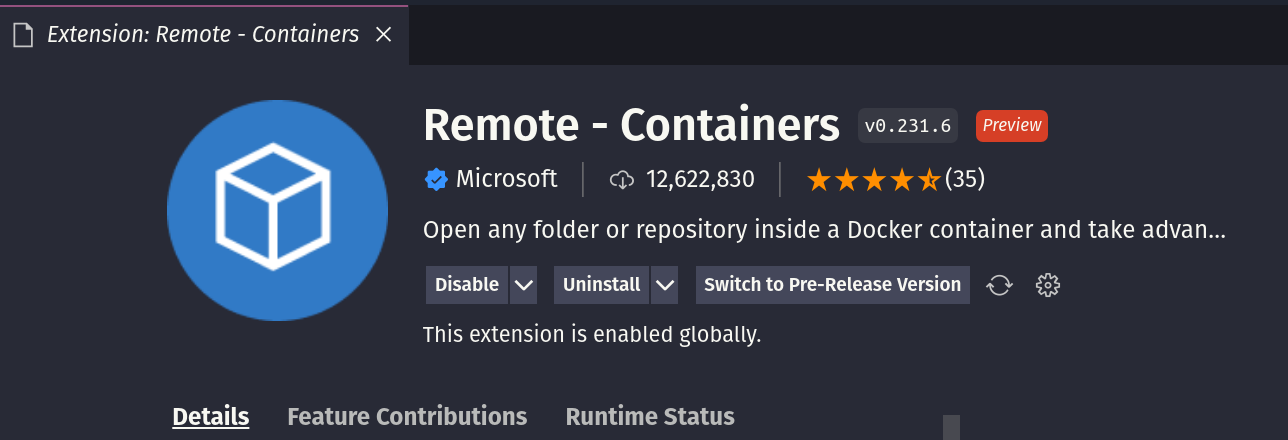 Extension: Remote - Containers
Remote - Containers v0.231.6 Preview
Microsoft 12,622,830 (35)
Open any folder or repository inside a Docker container and take advan...
Disable Uninstall Switch to Pre-Release Version
This extension is enabled globally.
Details Feature Contributions Runtime Status